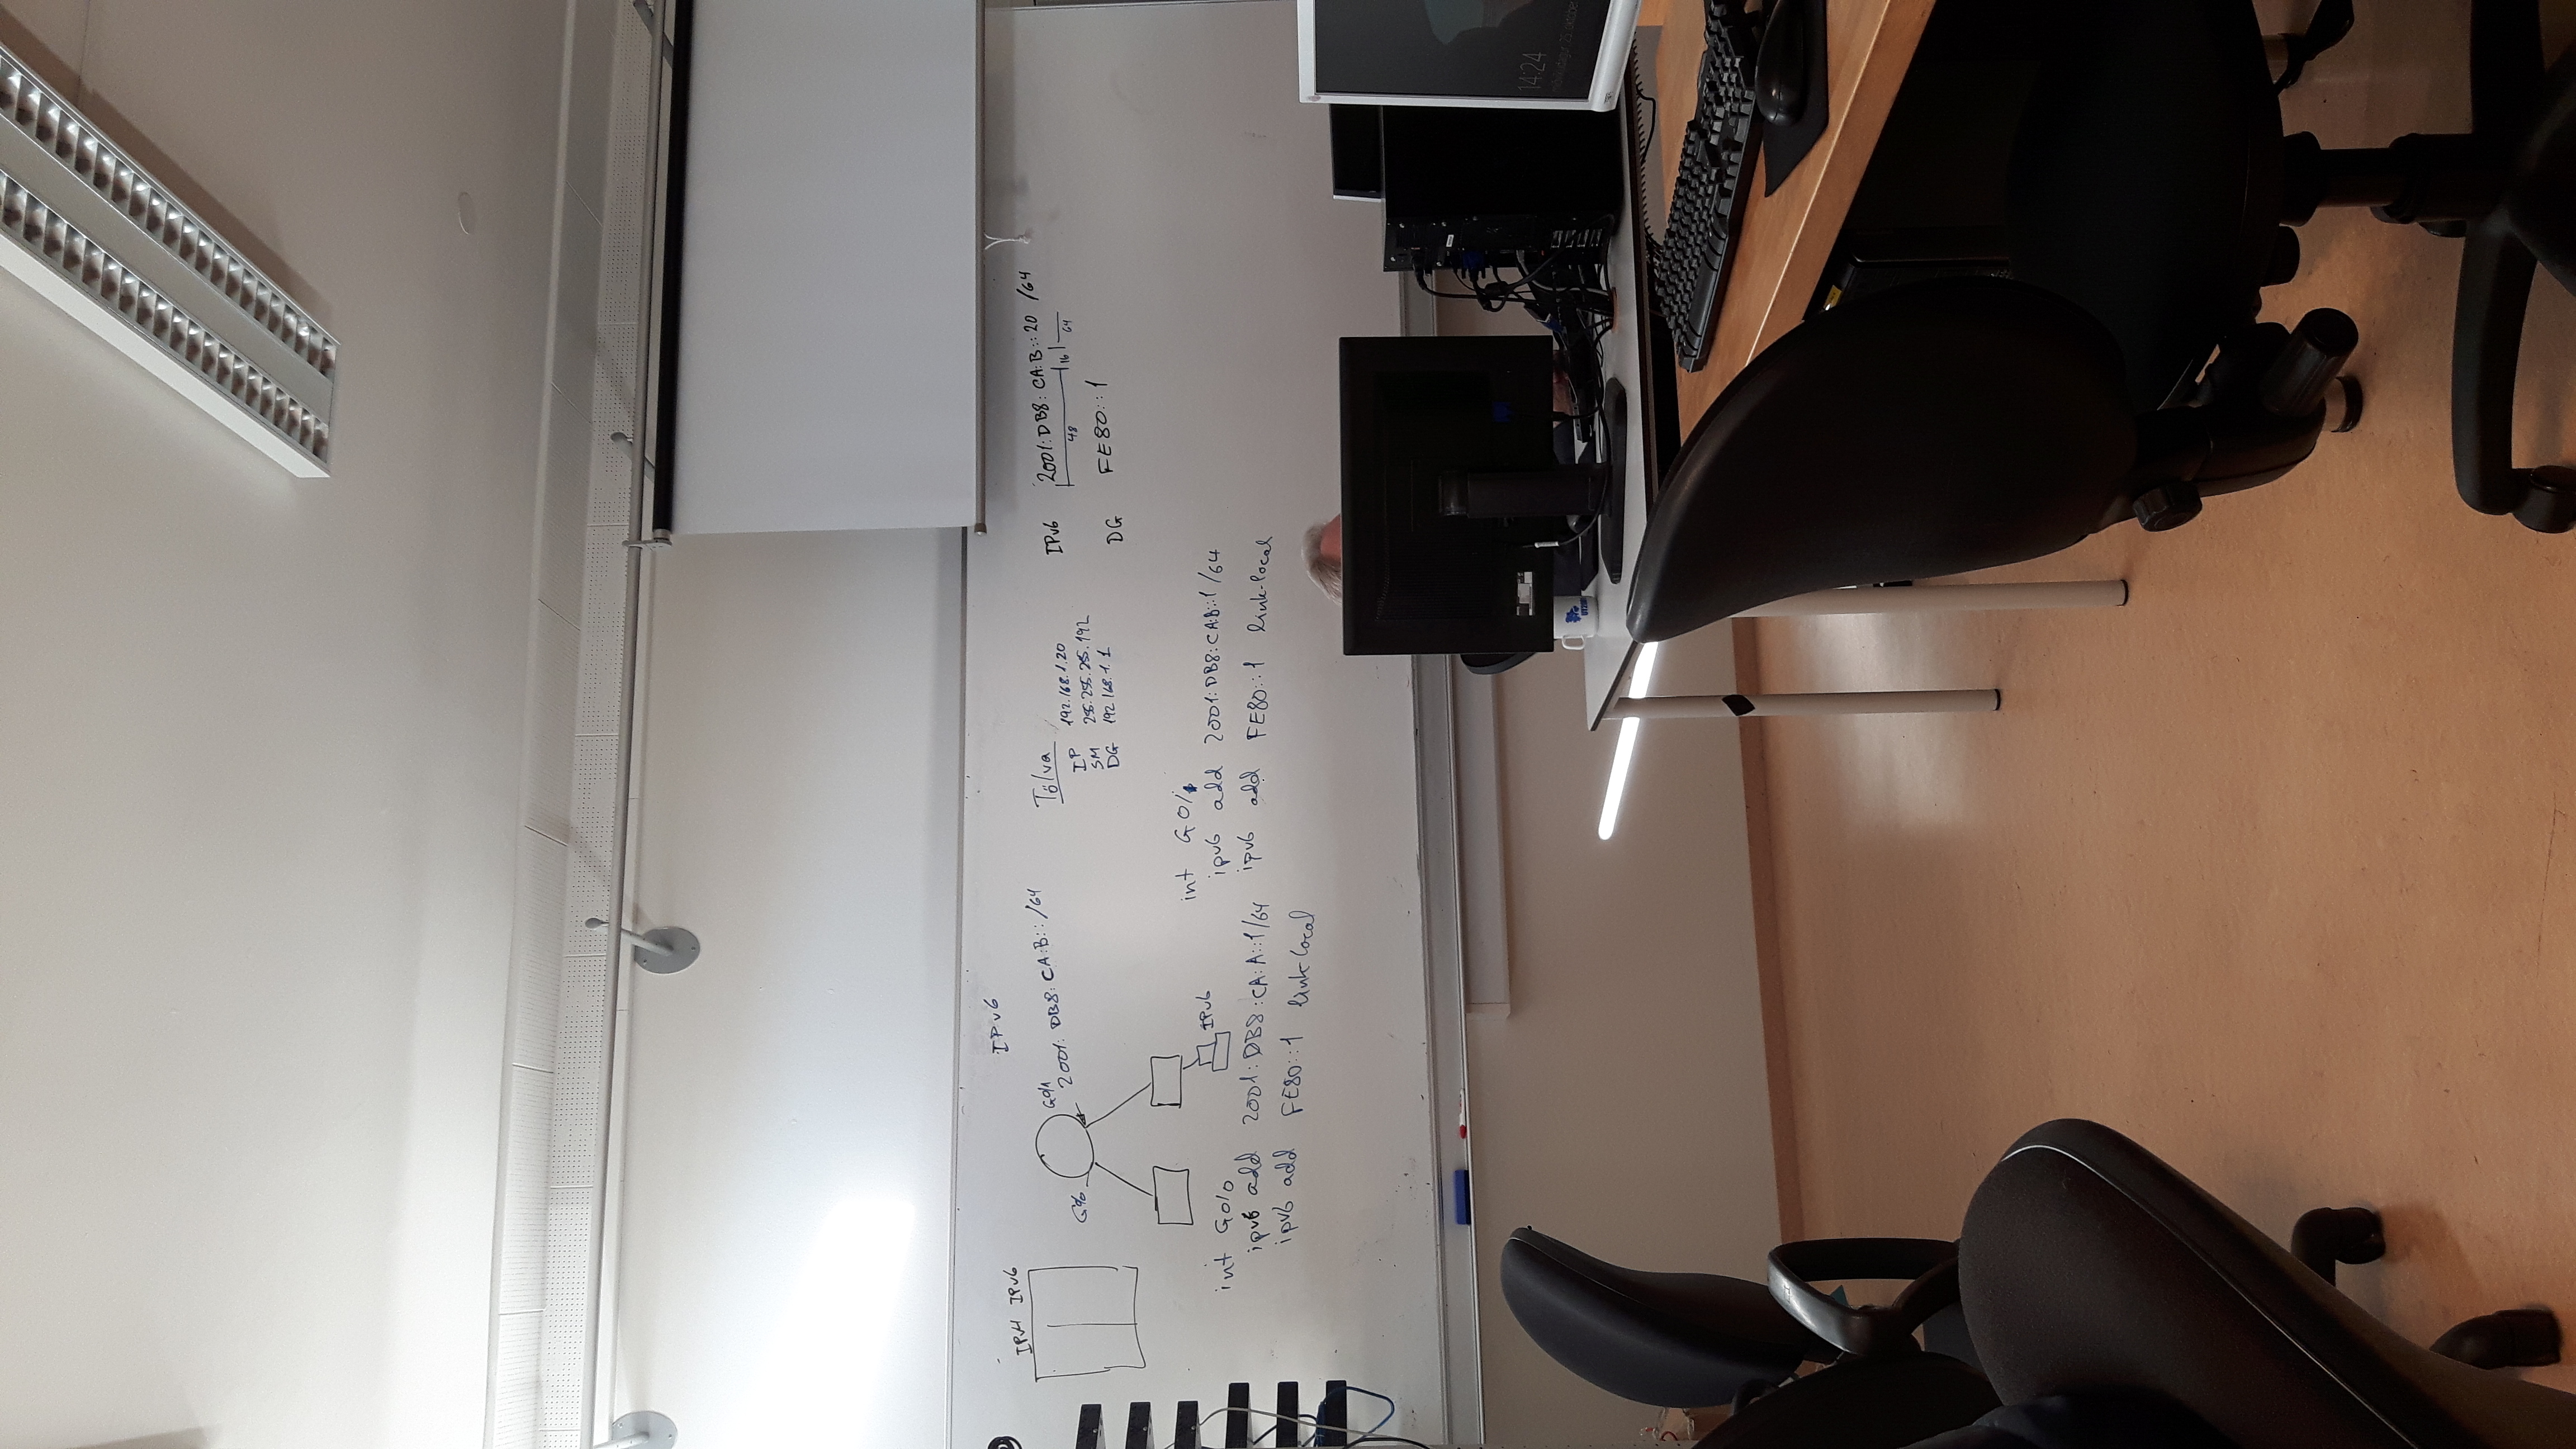 IPv6
IPv4 IPv6
G0/1
2001:DB8:CA:B::/64
G0/0
IPv6
int G0/0
ipv6 add 2001:DB8:CA:A::1/64
ipv6 add FE80::1 link local
Tölva
IP 192.168.1.20
SM 255.255.255.192
DG 192.168.1.1
int G0/1
ipv6 add 2001:DB8:CA:B::1/64
ipv6 add FE80::1 link-local
IPv6 2001:DB8:CA:B::20 /64
48 16 64
DG FE80::1
14:24
miðvikudagur, 23. október